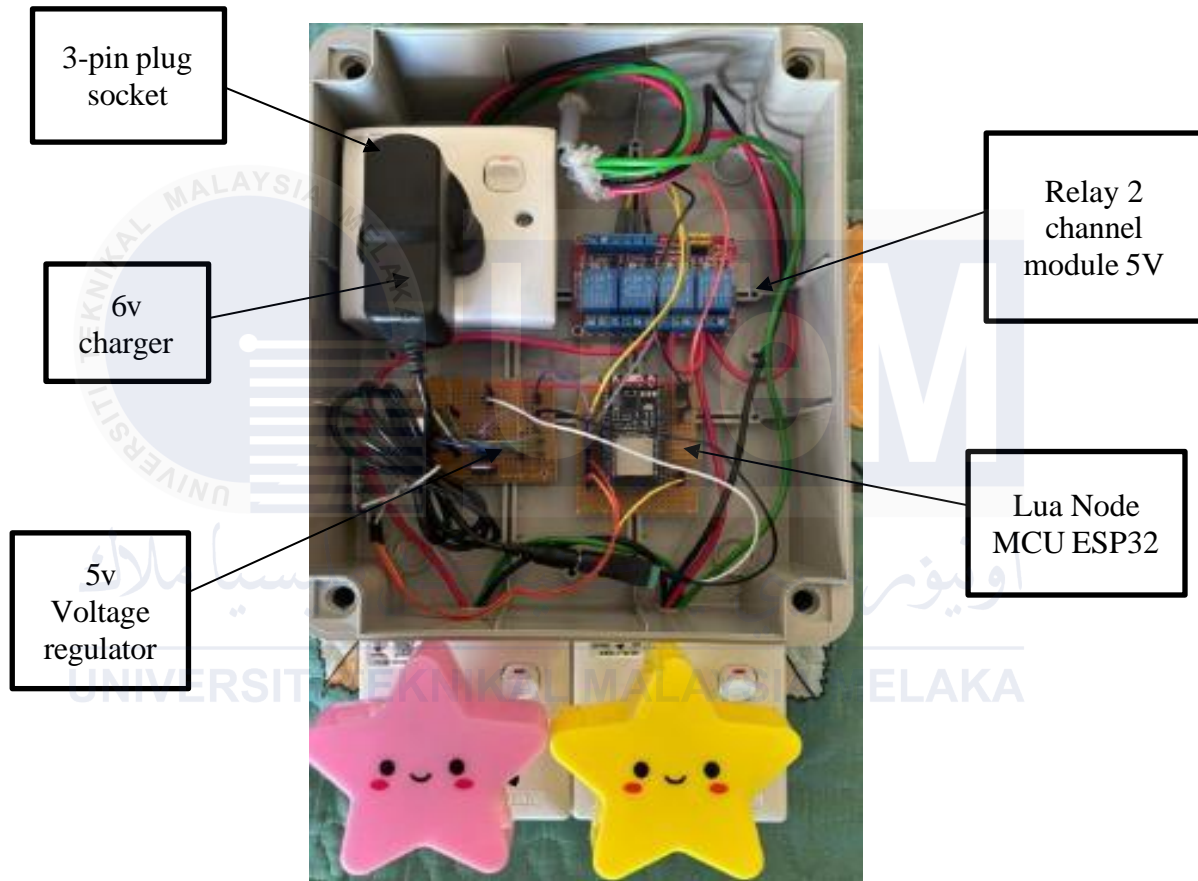 3-pin plug
socket
Relay 2
channel
module 5V
6v
charger
Lua Node
MCU ESP32
5v
Voltage
regulator
UNIVERSITI TEKNIKAL MALAYSIA MELAKA